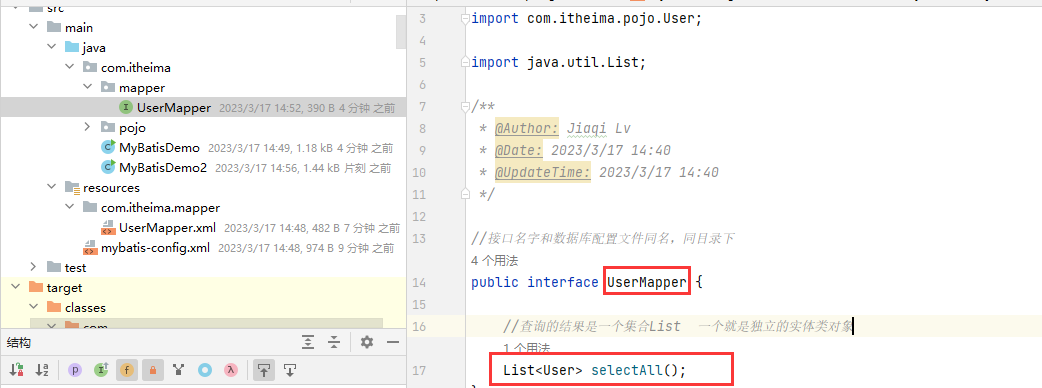 src
main
java
com.itheima
mapper
UserMapper 2023/3/17 14:52, 390 B 4 分钟 之前
pojo
MyBatisDemo 2023/3/17 14:49, 1.18 kB 4 分钟 之前
MyBatisDemo2 2023/3/17 14:56, 1.44 kB 片刻 之前
resources
com.itheima.mapper
UserMapper.xml 2023/3/17 14:48, 482 B 7 分钟 之前
mybatis-config.xml 2023/3/17 14:48, 974 B 9 分钟 之前
test
target
classes
com
结构
3 import com.itheima.pojo.User;
4
5 import java.util.List;
6
7 /**
8 * @Author: Jiaqi Lv
9 * @Date: 2023/3/17 14:40
10 * @UpdateTime: 2023/3/17 14:40
11 */
12
13 //接口名字和数据库配置文件同名，同目录下
4 个用法
14 public interface UserMapper {
15
16 //查询的结果是一个集合List 一个就是独立的实体类对象
1 个用法
17 List<User> selectAll();